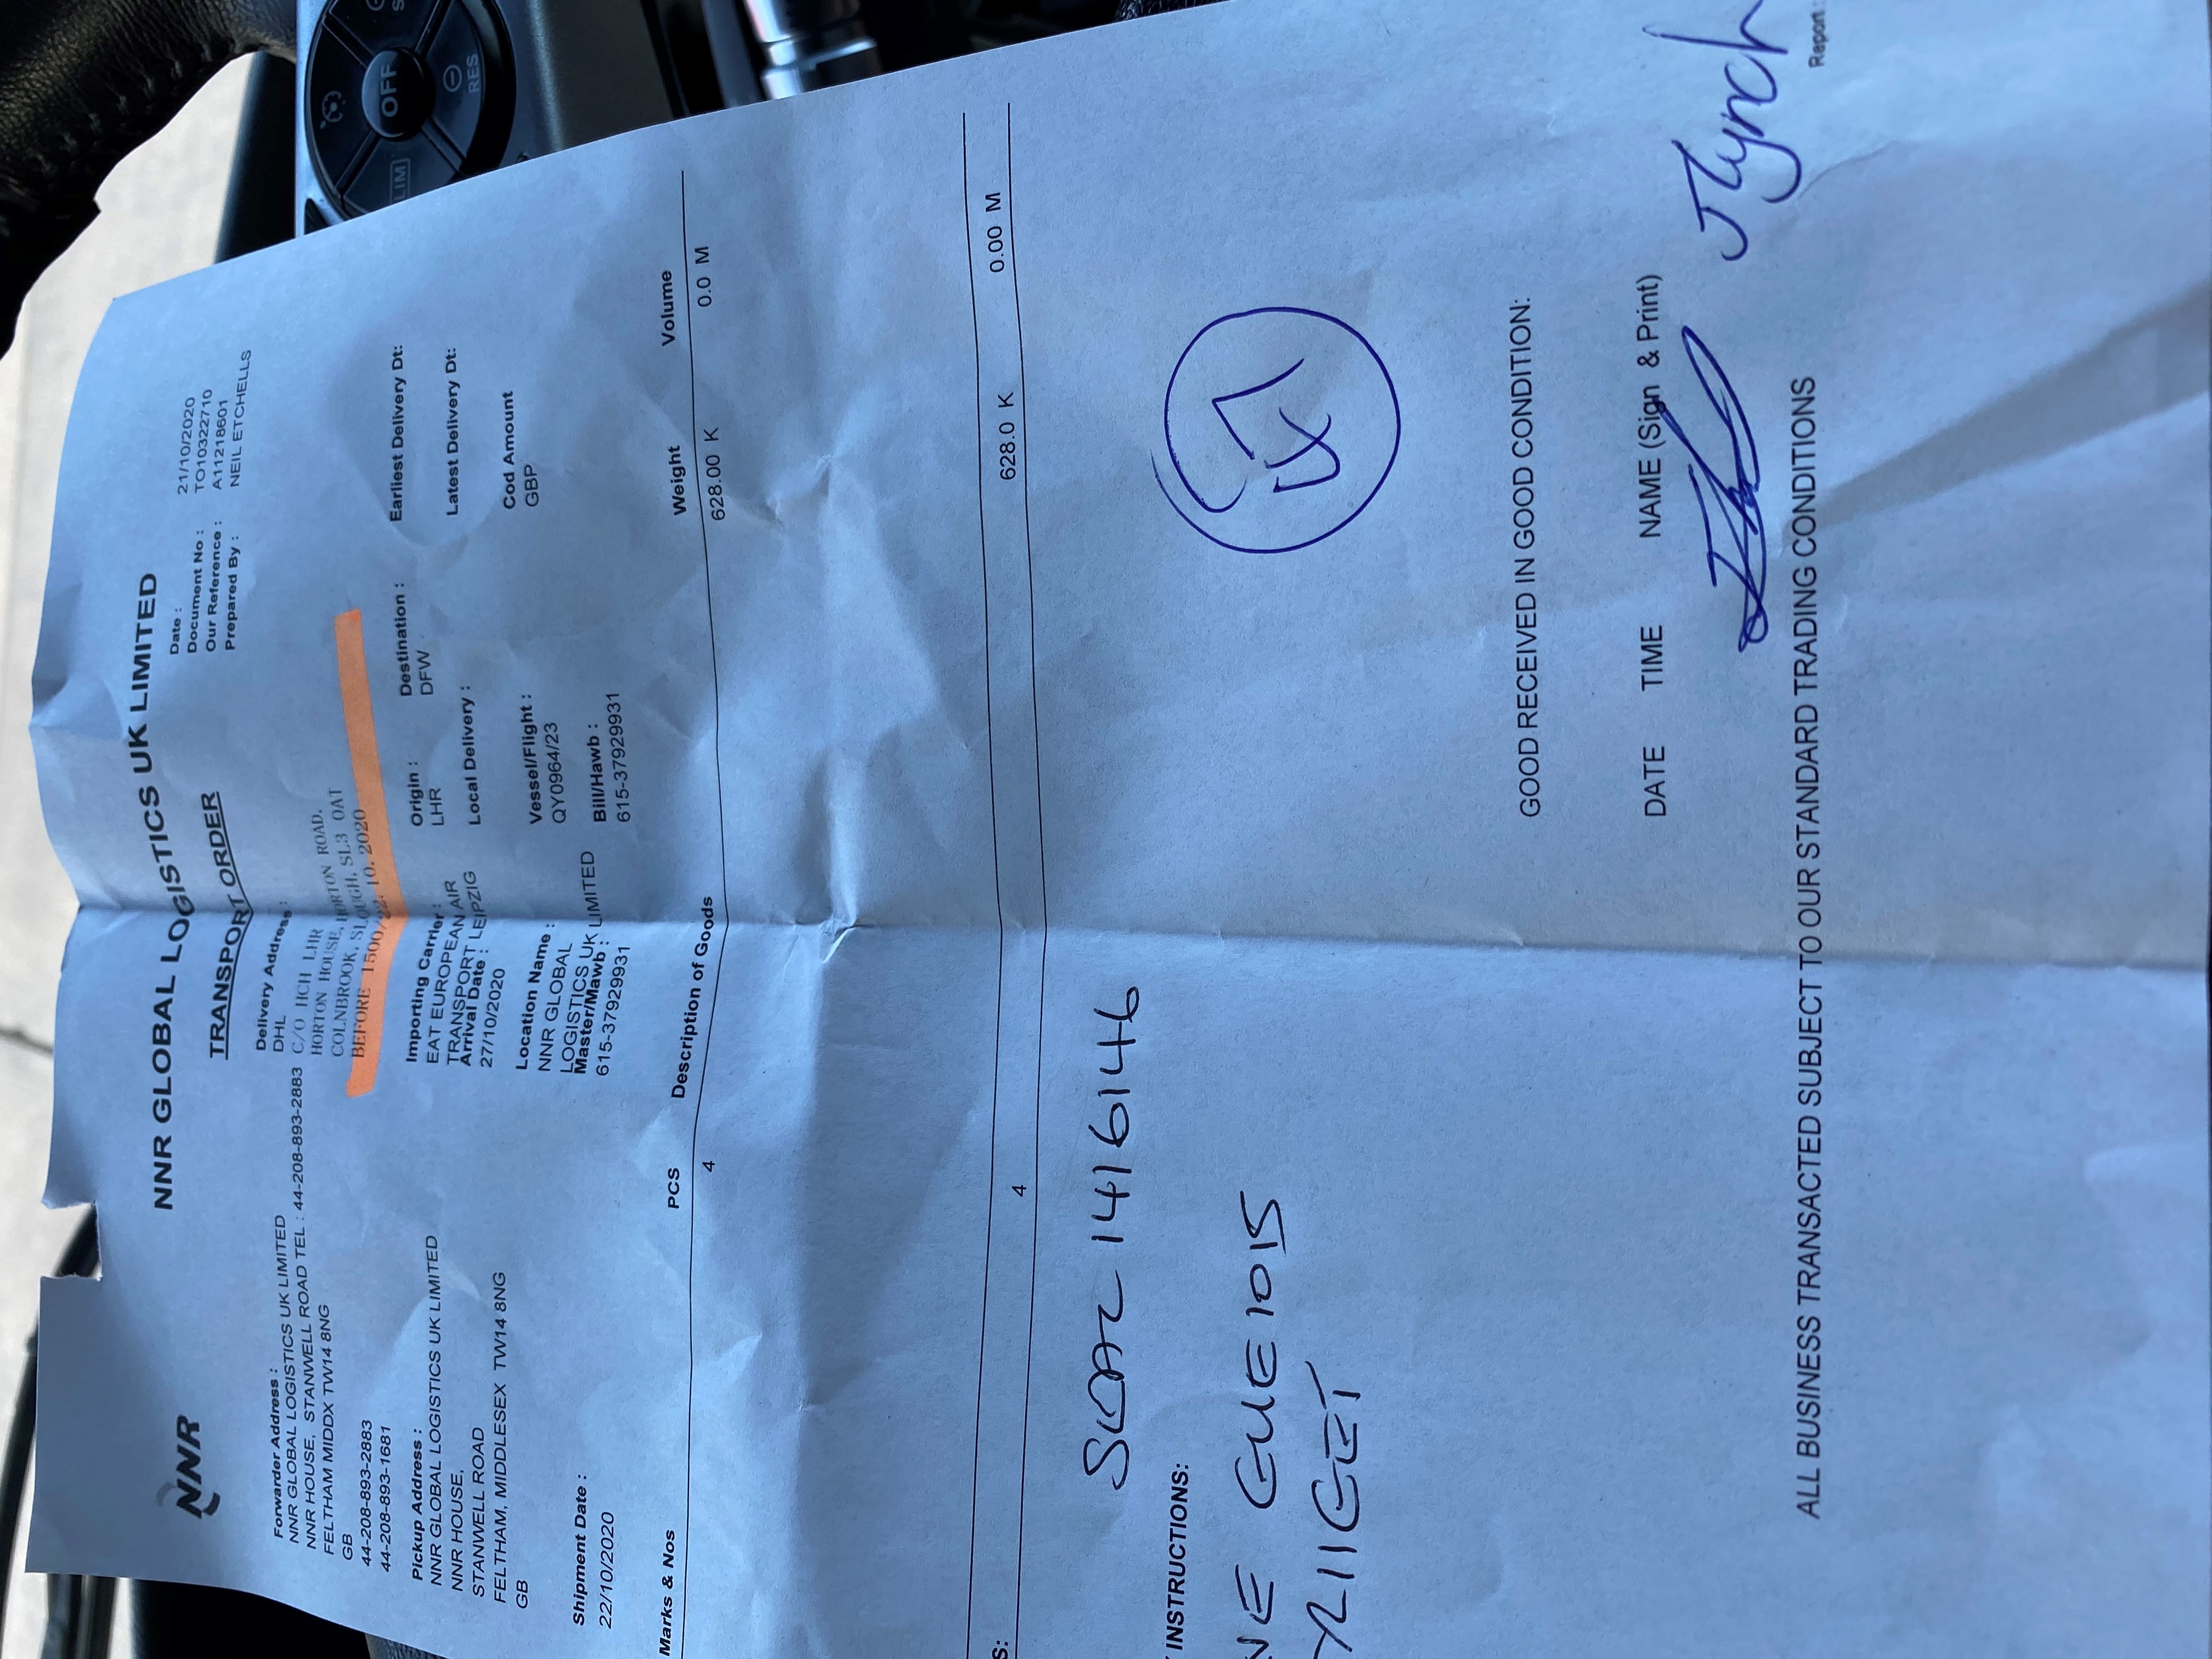 NNR
NNR GLOBAL LOGISTICS UK LIMITED
TRANSPORT ORDER
Date : 21/10/2020
Document No : TO10322710
Our Reference : A11218601
Prepared By : NEIL ETCHELLS
Forwarder Address :
NNR GLOBAL LOGISTICS UK LIMITED
NNR HOUSE, STANWELL ROAD TEL : 44-208-893-2883
FELTHAM MIDDX TW14 8NG
GB
44-208-893-2883
44-208-893-1681
Delivery Address :
DHL
C/O HCH LHR
HORTON HOUSE, HORTON ROAD,
COLNBROOK, SLOUGH, SL3 0AT
BEFORE 1500/22.10.2020
Pickup Address :
NNR GLOBAL LOGISTICS UK LIMITED
NNR HOUSE,
STANWELL ROAD
FELTHAM, MIDDLESEX TW14 8NG
GB
Importing Carrier :
EAT EUROPEAN AIR
TRANSPORT LEIPZIG
Arrival Date :
27/10/2020
Origin :
LHR
Destination :
DFW
Earliest Delivery Dt:
Local Delivery :
Latest Delivery Dt:
Shipment Date :
22/10/2020
Location Name :
NNR GLOBAL
LOGISTICS UK LIMITED
Vessel/Flight :
QY0964/23
Cod Amount
GBP
Master/Mawb :
615-37929931
Bill/Hawb :
615-37929931
Marks & Nos PCS Description of Goods Weight Volume
4 628.00 K 0.0 M
S: 4 628.0 K 0.00 M
14161446
INSTRUCTIONS:
GOOD RECEIVED IN GOOD CONDITION:
DATE TIME NAME (Sign & Print)
J Lynch
ALL BUSINESS TRANSACTED SUBJECT TO OUR STANDARD TRADING CONDITIONS
Report :
OFF
RES
LIM